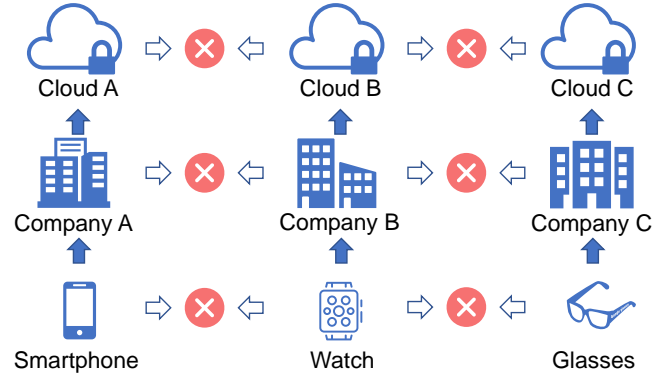 Cloud A
Cloud B
Cloud C
Company A
Company B
Company C
Smartphone
Watch
Glasses